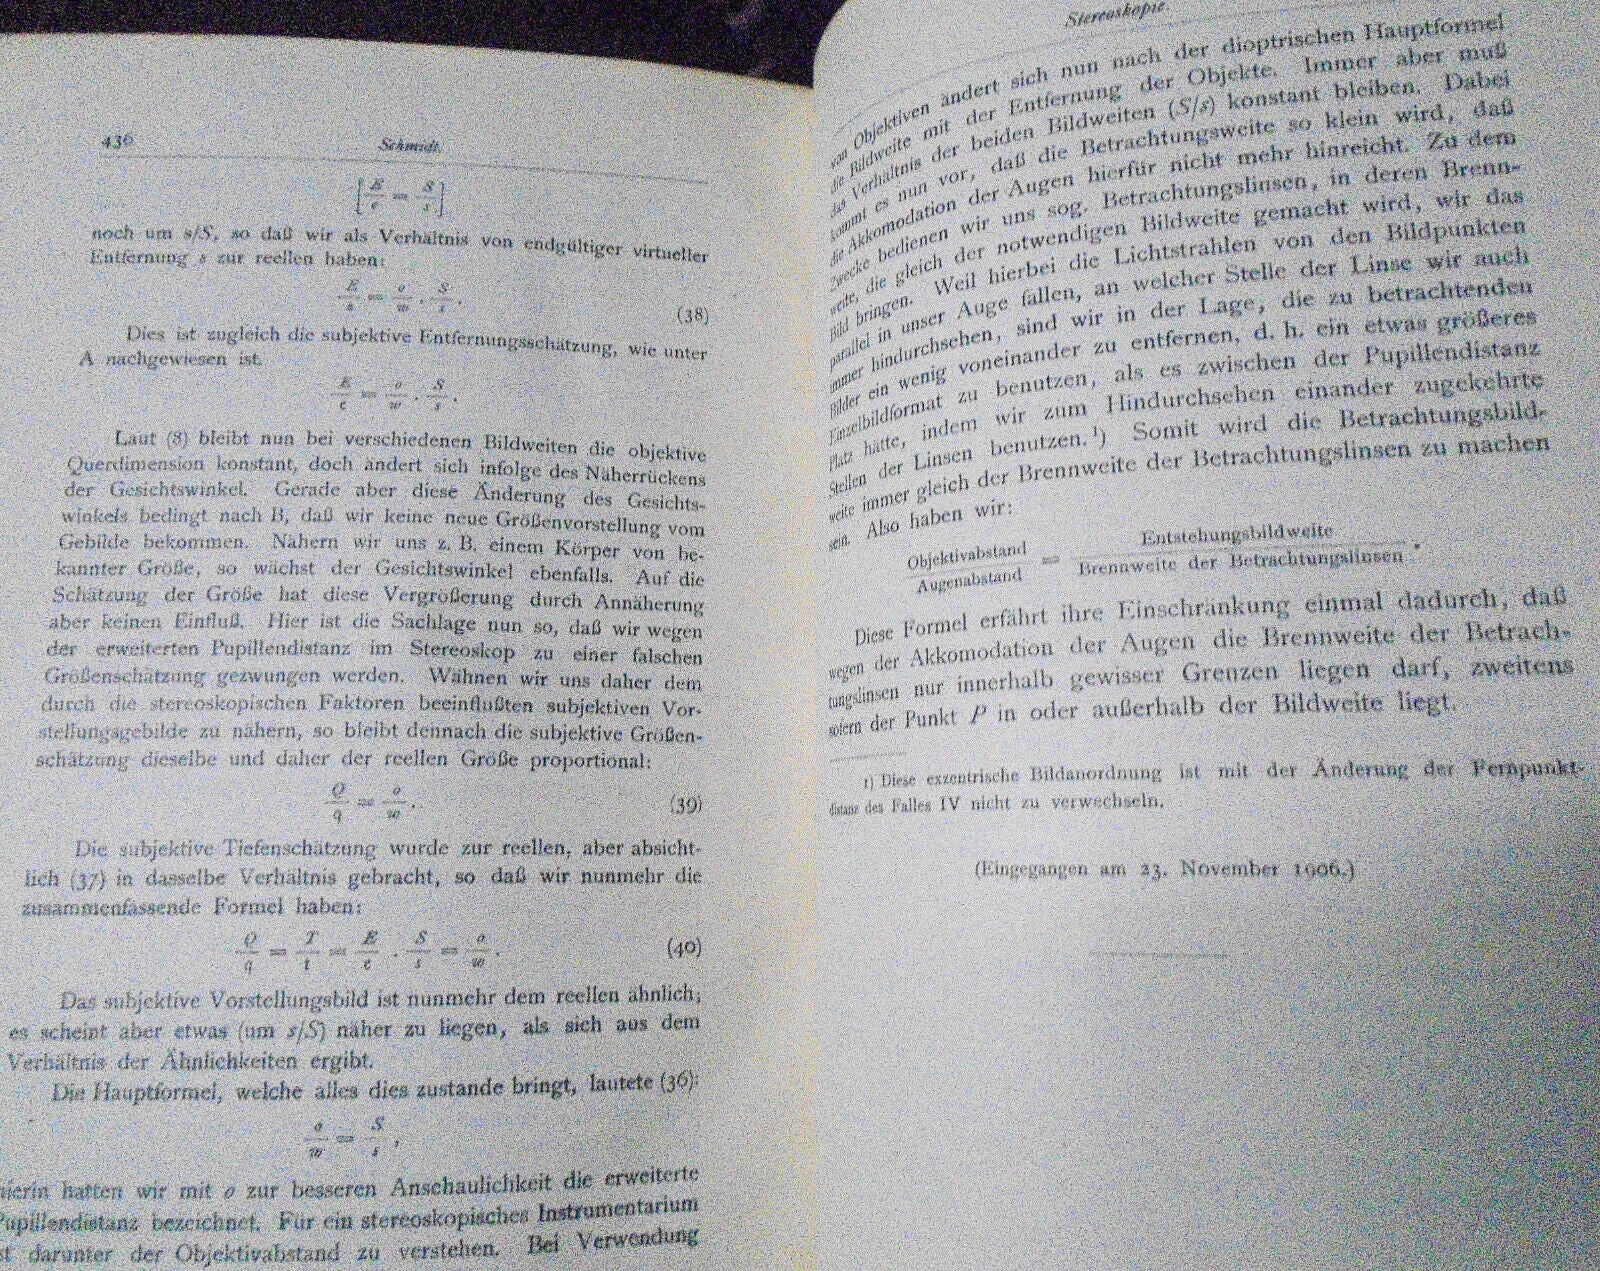 436
Schmidt.
[E/e = S/s]
noch um s/S, so daß wir als Verhältnis von endgültiger virtueller
Entfernung s zur reellen haben:
E/s = o/w · S/s. (38)
Dies ist zugleich die subjektive Entfernungsschätzung, wie unter
A nachgewiesen ist.
E/e = o/w · S/s.
Laut (8) bleibt nun bei verschiedenen Bildweiten die objektive
Querdimension konstant, doch ändert sich infolge des Näherrückens
der Gesichtswinkel. Gerade aber diese Änderung des Gesichts-
winkels bedingt nach B, daß wir keine neue Größenvorstellung vom
Gebilde bekommen. Nähern wir uns z. B. einem Körper von be-
kannter Größe, so wächst der Gesichtswinkel ebenfalls. Auf die
Schätzung der Größe hat diese Vergrößerung durch Annäherung
aber keinen Einfluß. Hier ist die Sachlage nun so, daß wir wegen
der erweiterten Pupillendistanz im Stereoskop zu einer falschen
Größenschätzung gezwungen werden. Wähnen wir uns daher dem
durch die stereoskopischen Faktoren beeinflußten subjektiven Vor-
stellungsgebilde zu nähern, so bleibt dennach die subjektive Größen-
schätzung dieselbe und daher der reellen Größe proportional:
Q/q = o/w. (39)
Die subjektive Tiefenschätzung wurde zur reellen, aber absicht-
lich (37) in dasselbe Verhältnis gebracht, so daß wir nunmehr die
zusammenfassende Formel haben:
Q/q = T/t = E/e · S/s = o/w. (40)
Das subjektive Vorstellungsbild ist nunmehr dem reellen ähnlich;
es scheint aber etwas (um s/S) näher zu liegen, als sich aus dem
Verhältnis der Ähnlichkeiten ergibt.
Die Hauptformel, welche alles dies zustande bringt, lautete (36):
o/w = S/s,
hierin hatten wir mit o zur besseren Anschaulichkeit die erweiterte
Pupillendistanz bezeichnet. Für ein stereoskopisches Instrumentarium
st darunter der Objektivabstand zu verstehen. Bei Verwendung
Stereoskopie.
von Objektiven ändert sich nun nach der dioptrischen Hauptformel
die Bildweite mit der Entfernung der Objekte. Immer aber muß
das Verhältnis der beiden Bildweiten (S/s) konstant bleiben. Dabei
kommt es nun vor, daß die Betrachtungsweite so klein wird, daß
die Akkomodation der Augen hierfür nicht mehr hinreicht. Zu dem
Zwecke bedienen wir uns sog. Betrachtungslinsen, in deren Brenn-
weite, die gleich der notwendigen Bildweite gemacht wird, wir das
Bild bringen. Weil hierbei die Lichtstrahlen von den Bildpunkten
parallel in unser Auge fallen, an welcher Stelle der Linse wir auch
immer hindurchsehen, sind wir in der Lage, die zu betrachtenden
Bilder ein wenig voneinander zu entfernen, d. h. ein etwas größeres
Einzelbildformat zu benutzen, als es zwischen der Pupillendistanz
Platz hätte, indem wir zum Hindurchsehen einander zugekehrte
Stellen der Linsen benutzen.¹) Somit wird die Betrachtungsbild-
weite immer gleich der Brennweite der Betrachtungslinsen zu machen
sein. Also haben wir:
Objektivabstand/Augenabstand = Entstehungsbildweite/Brennweite der Betrachtungslinsen.
Diese Formel erfährt ihre Einschränkung einmal dadurch, daß
wegen der Akkomodation der Augen die Brennweite der Betrach-
tungslinsen nur innerhalb gewisser Grenzen liegen darf, zweitens
sofern der Punkt P in oder außerhalb der Bildweite liegt.
1) Diese exzentrische Bildanordnung ist mit der Änderung der Fernpunkt-
distanz des Falles IV nicht zu verwechseln.
(Eingegangen am 23. November 1906.)